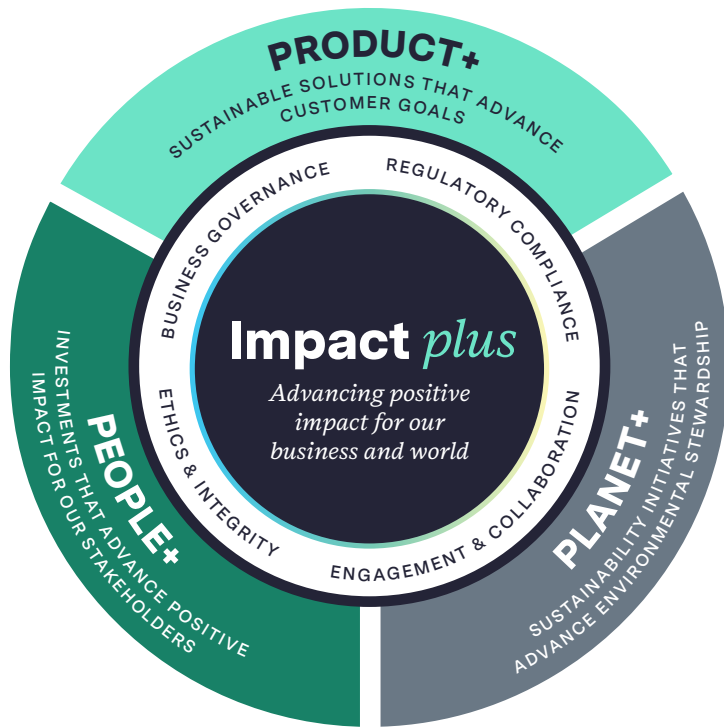 PRODUCT+
SUSTAINABLE SOLUTIONS THAT ADVANCE
CUSTOMER GOALS
BUSINESS GOVERNANCE
REGULATORY COMPLIANCE
Impact plus
Advancing positive
impact for our
business and world
ETHICS & INTEGRITY
ENGAGEMENT & COLLABORATION
PEOPLE+
INVESTMENTS THAT ADVANCE POSITIVE
IMPACT FOR OUR STAKEHOLDERS
PLANET+
SUSTAINABILITY INITIATIVES THAT
ADVANCE ENVIRONMENTAL STEWARDSHIP